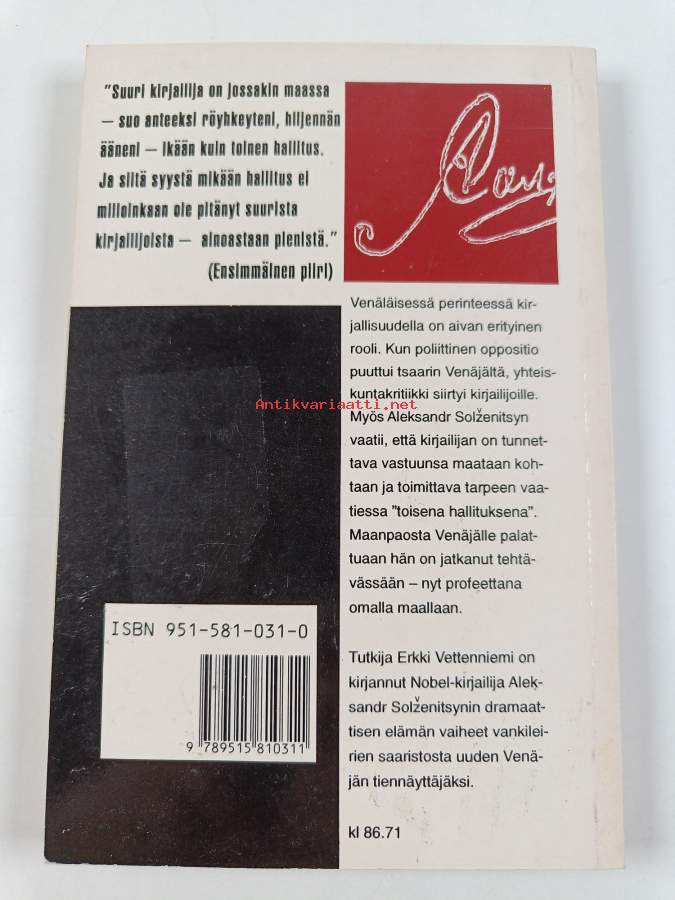 "Suuri kirjailija on jossakin maassa
– suo anteeksi röyhkeyteni, hiljennän
ääneni – ikään kuin toinen hallitus.
Ja siitä syystä mikään hallitus ei
milloinkaan ole pitänyt suurista
kirjailijoista – ainoastaan pienistä."
(Ensimmäinen piiri)
Venäläisessä perinteessä kir-
jallisuudella on aivan erityinen
rooli. Kun poliittinen oppositio
puuttui tsaarin Venäjältä, yhteis-
kuntakritiikki siirtyi kirjailijoille.
Myös Aleksandr Solženitsyn
vaatii, että kirjailijan on tunnet-
tava vastuunsa maataan koh-
taan ja toimittava tarpeen vaa-
tiessa "toisena hallituksena".
Maanpaosta Venäjälle palat-
tuaan hän on jatkanut tehtä-
vässään – nyt profeettana
omalla maallaan.
Tutkija Erkki Vettenniemi on
kirjannut Nobel-kirjailija Alek-
sandr Solženitsynin dramaat-
tisen elämän vaiheet vankilei-
rien saaristosta uuden Venä-
jän tiennäyttäjäksi.
kl 86.71
ISBN 951-581-031-0
9 789515 810311
Antikvariaatti.net